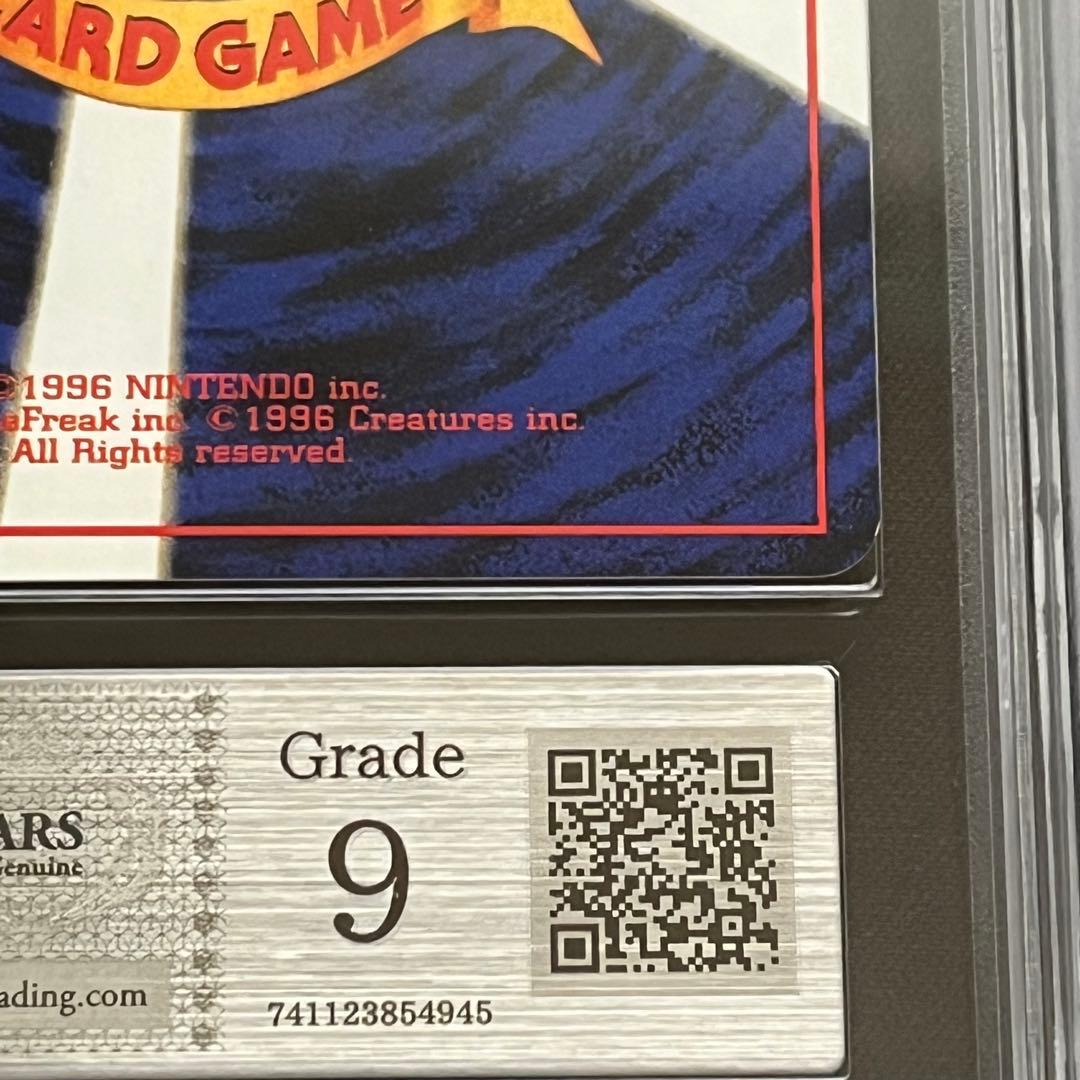 ARD GAME
©1996 NINTENDO inc.
eFreak inc. ©1996 Creatures inc.
All Rights reserved.
Grade
ARS
enuine
9
ading.com
741123854945